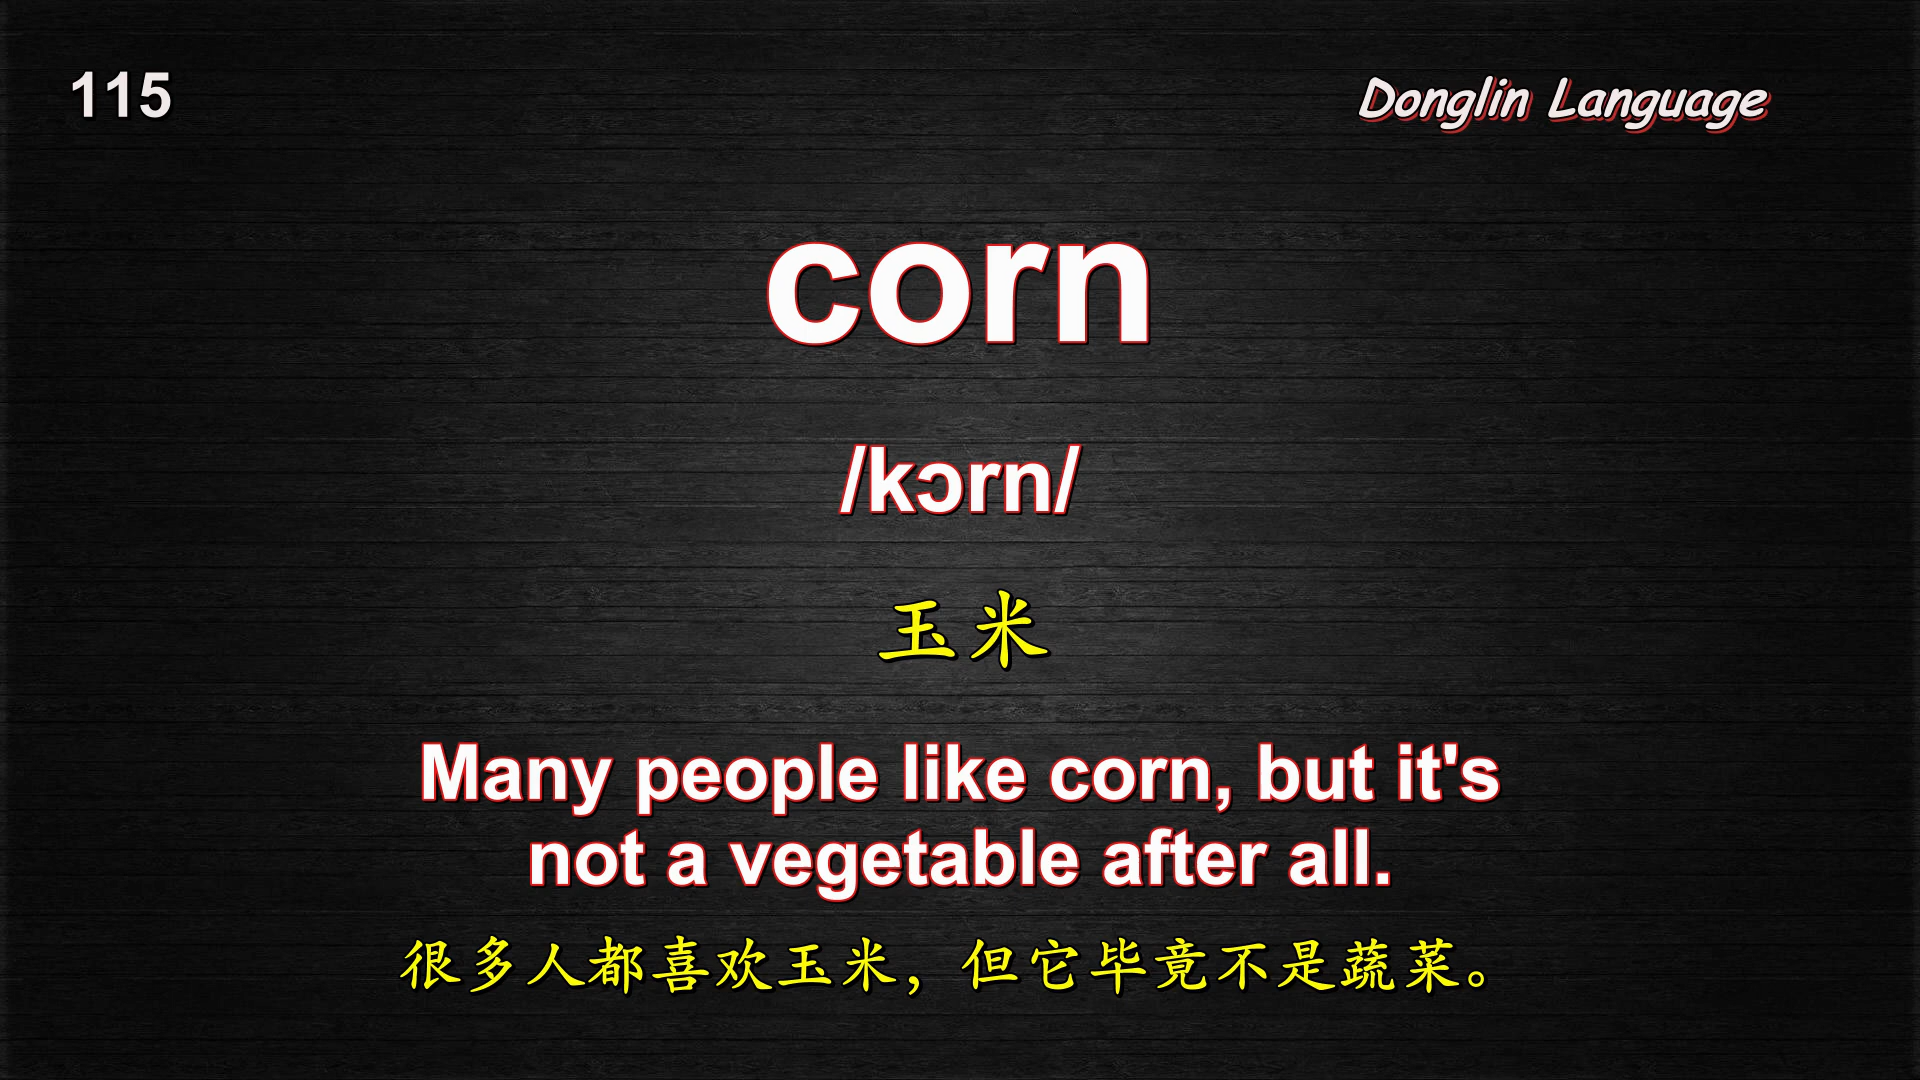 115
Donglin Language
corn
/kɔrn/
玉米
Many people like corn, but it's
not a vegetable after all.
很多人都喜欢玉米，但它毕竟不是蔬菜。